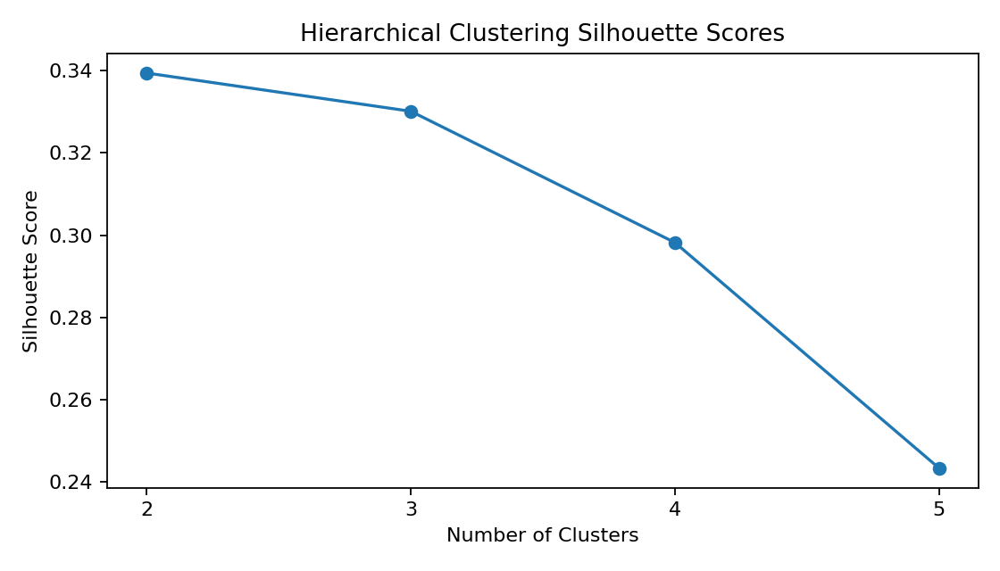 Hierarchical Clustering Silhouette Scores
0.34
0.32
0.30
0.28
0.26
0.24
Silhouette Score
2 3 4 5
Number of Clusters